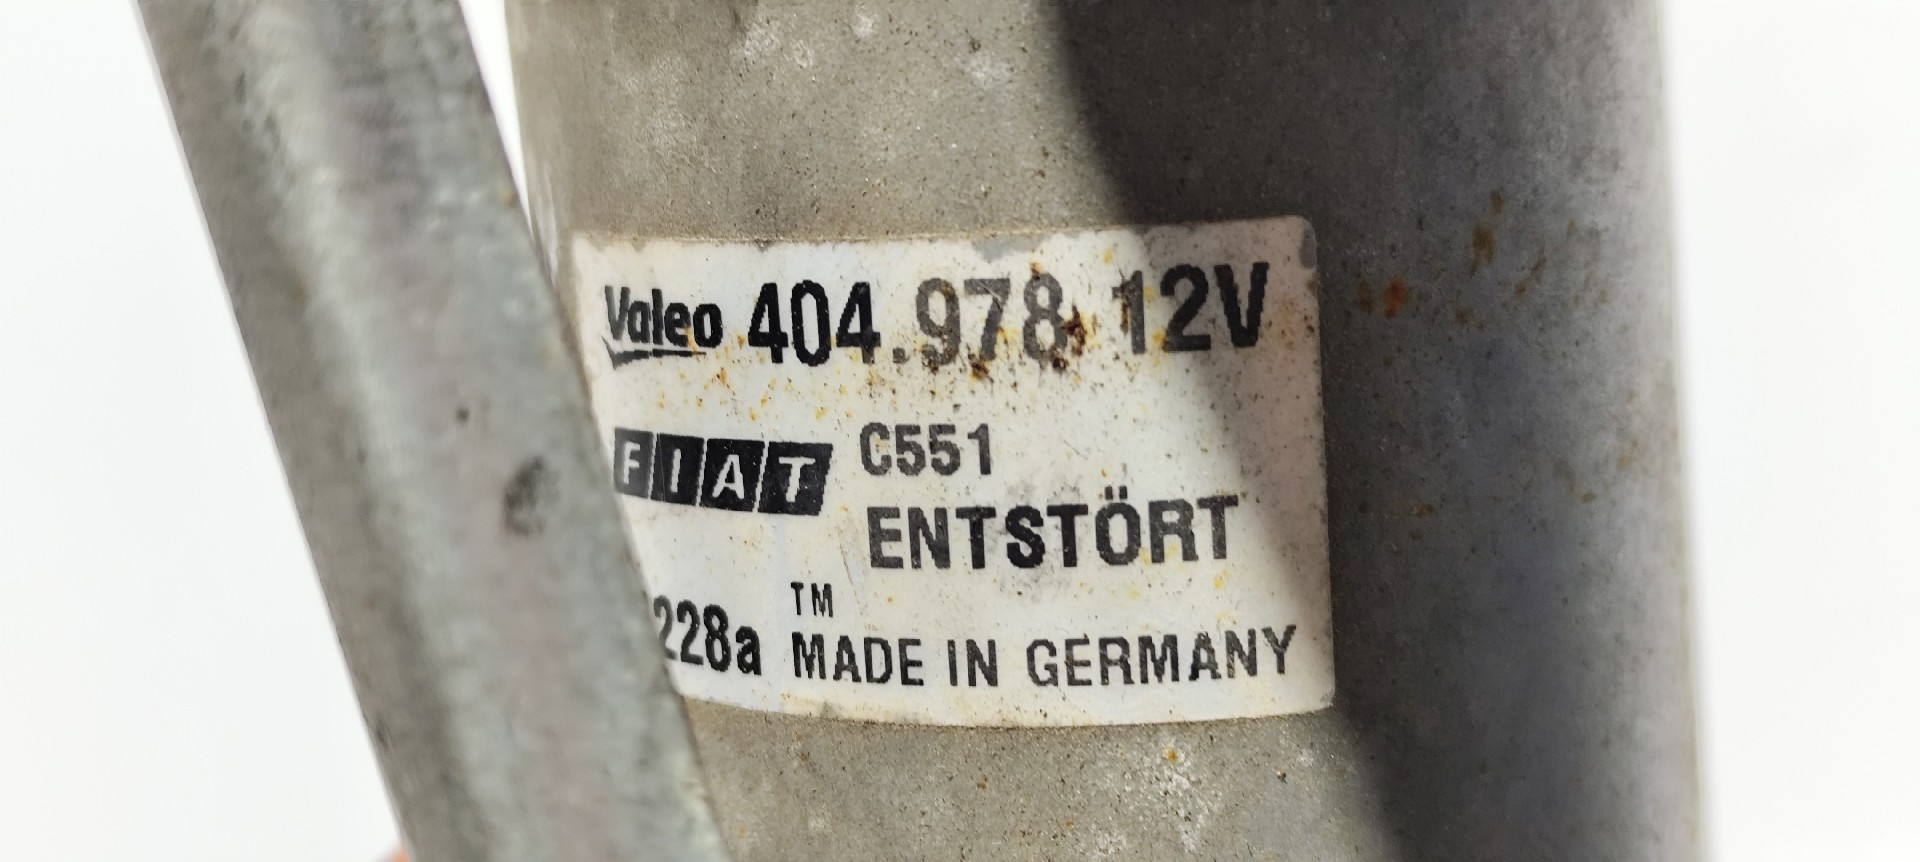 Valeo 404.978 12V
FIAT C551
ENTSTÖRT
228a TM
MADE IN GERMANY